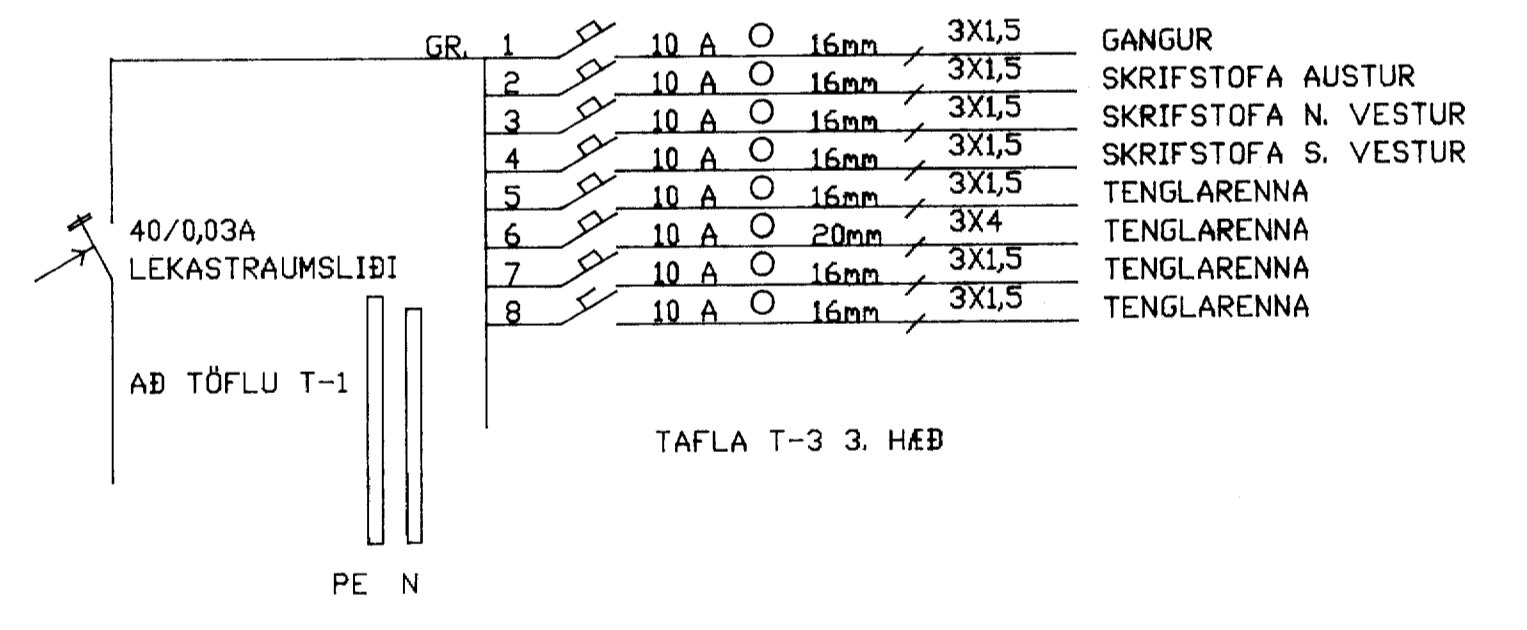 GR. 1 10 A 16mm 3X1,5 GANGUR
2 10 A 16mm 3X1,5 SKRIFSTOFA AUSTUR
3 10 A 16mm 3X1,5 SKRIFSTOFA N. VESTUR
4 10 A 16mm 3X1,5 SKRIFSTOFA S. VESTUR
5 10 A 16mm 3X1,5 TENGLARENNA
6 10 A 20mm 3X4 TENGLARENNA
7 10 A 16mm 3X1,5 TENGLARENNA
8 10 A 16mm 3X1,5 TENGLARENNA
40/0,03A
LEKASTRAUMSLIÐI
AÐ TÖFLU T-1
TAFLA T-3 3. HÆÐ
PE N